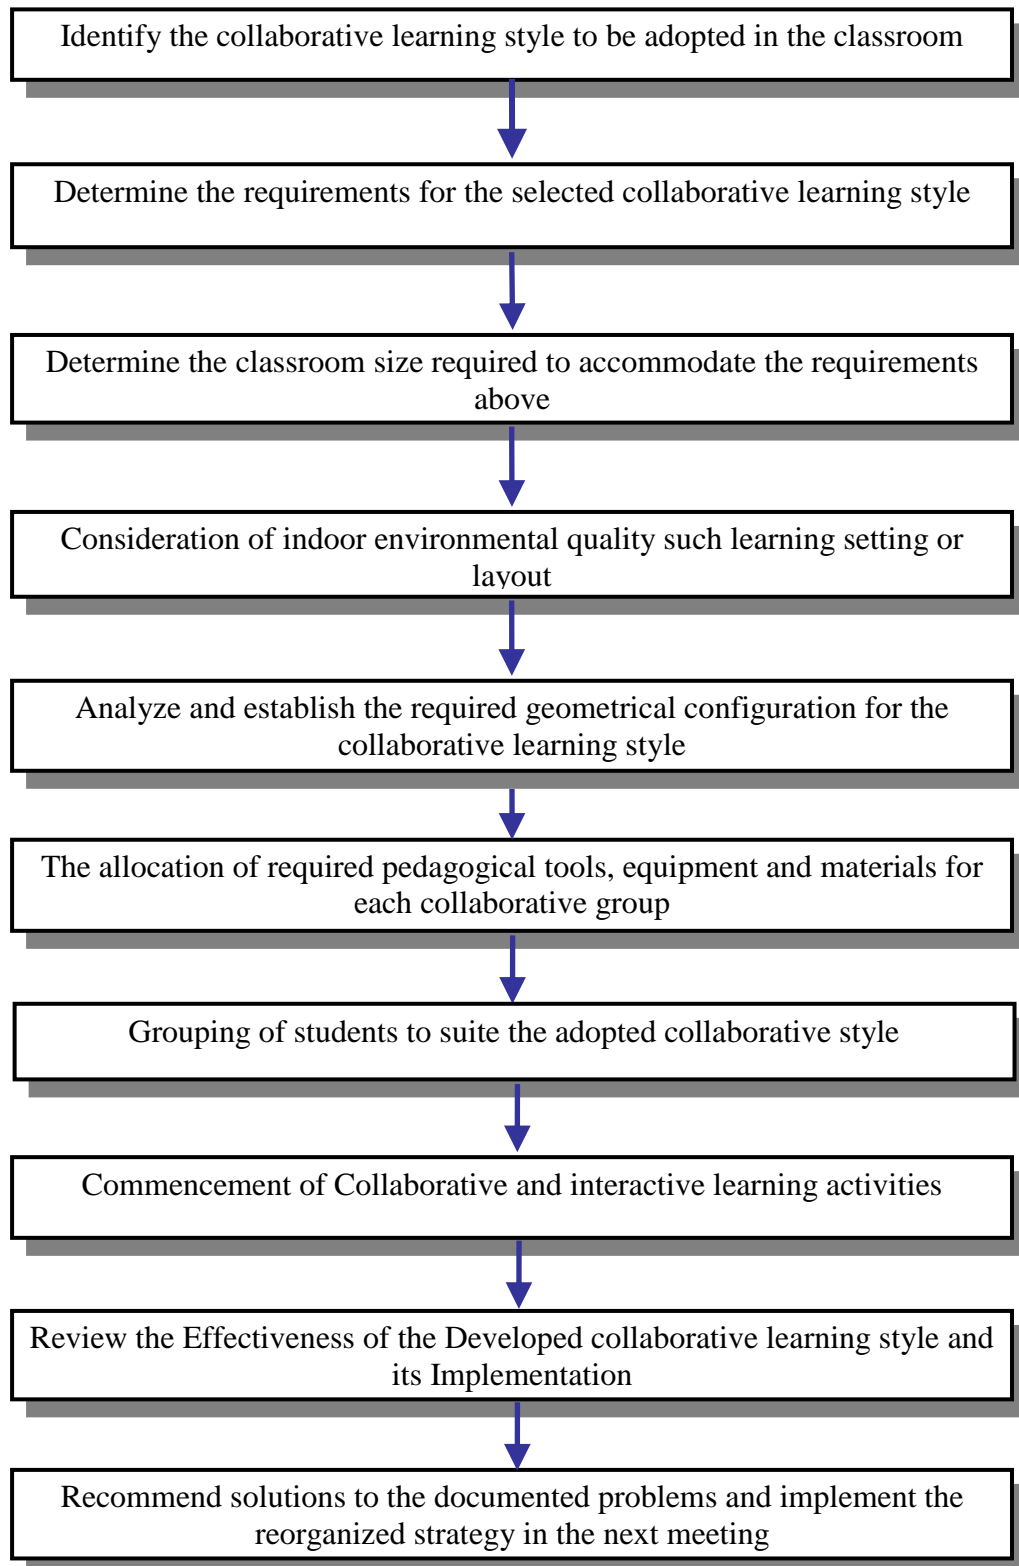 Identify the collaborative learning style to be adopted in the classroom
Determine the requirements for the selected collaborative learning style
Determine the classroom size required to accommodate the requirements
above
Consideration of indoor environmental quality such learning setting or
layout
Analyze and establish the required geometrical configuration for the
collaborative learning style
The allocation of required pedagogical tools, equipment and materials for
each collaborative group
Grouping of students to suite the adopted collaborative style
Commencement of Collaborative and interactive learning activities
Review the Effectiveness of the Developed collaborative learning style and
its Implementation
Recommend solutions to the documented problems and implement the
reorganized strategy in the next meeting